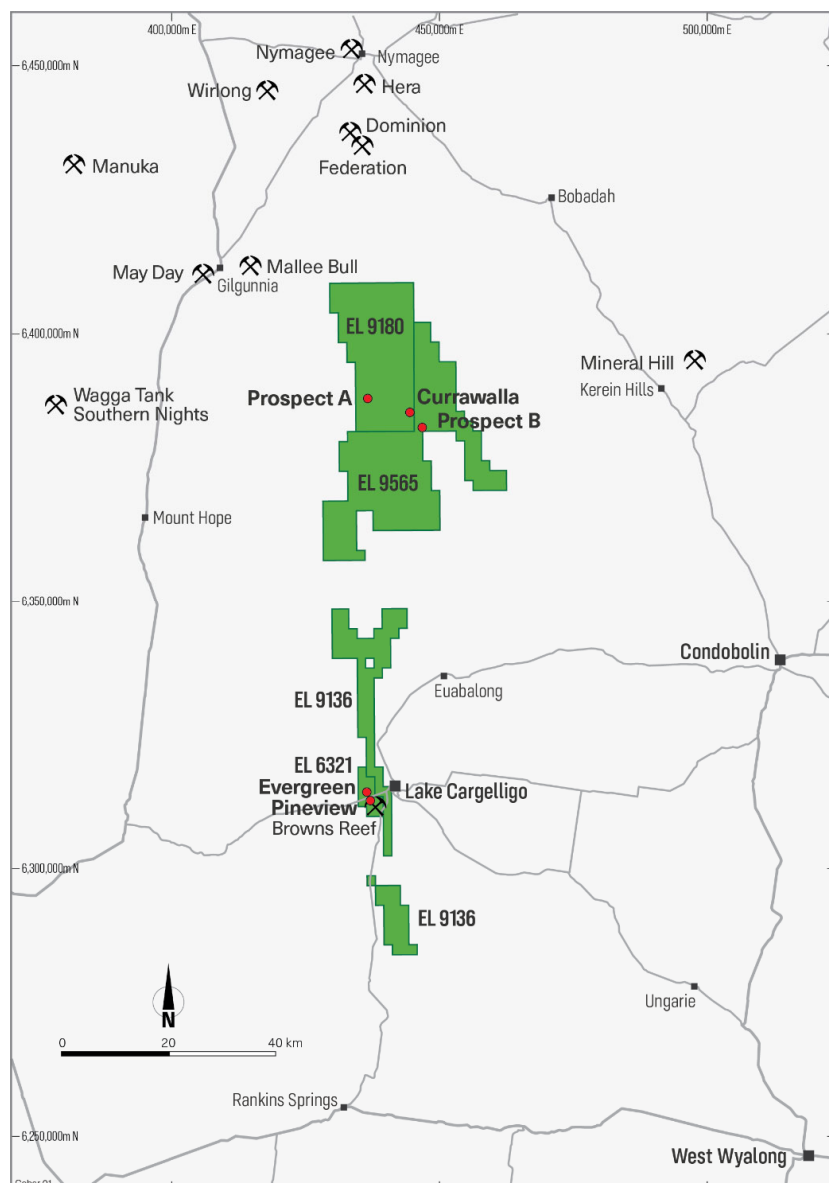 400,000m E
450,000m E
500,000m E
Nymagee
Nymagee
6,450,000m N
Wirlong
Hera
Dominion
Federation
Manuka
Bobadah
May Day
Mallee Bull
Gilgunnia
EL 9180
6,400,000m N
Mineral Hill
Kerein Hills
Prospect A
Currawalla
Wagga Tank
Southern Nights
Prospect B
EL 9565
Mount Hope
6,350,000m N
Condobolin
Euabalong
EL 9136
EL 6321
Evergreen
Lake Cargelligo
Pineview
Browns Reef
6,300,000m N
EL 9136
Ungarie
N
0 20 40 km
Rankins Springs
6,250,000m N
West Wyalong